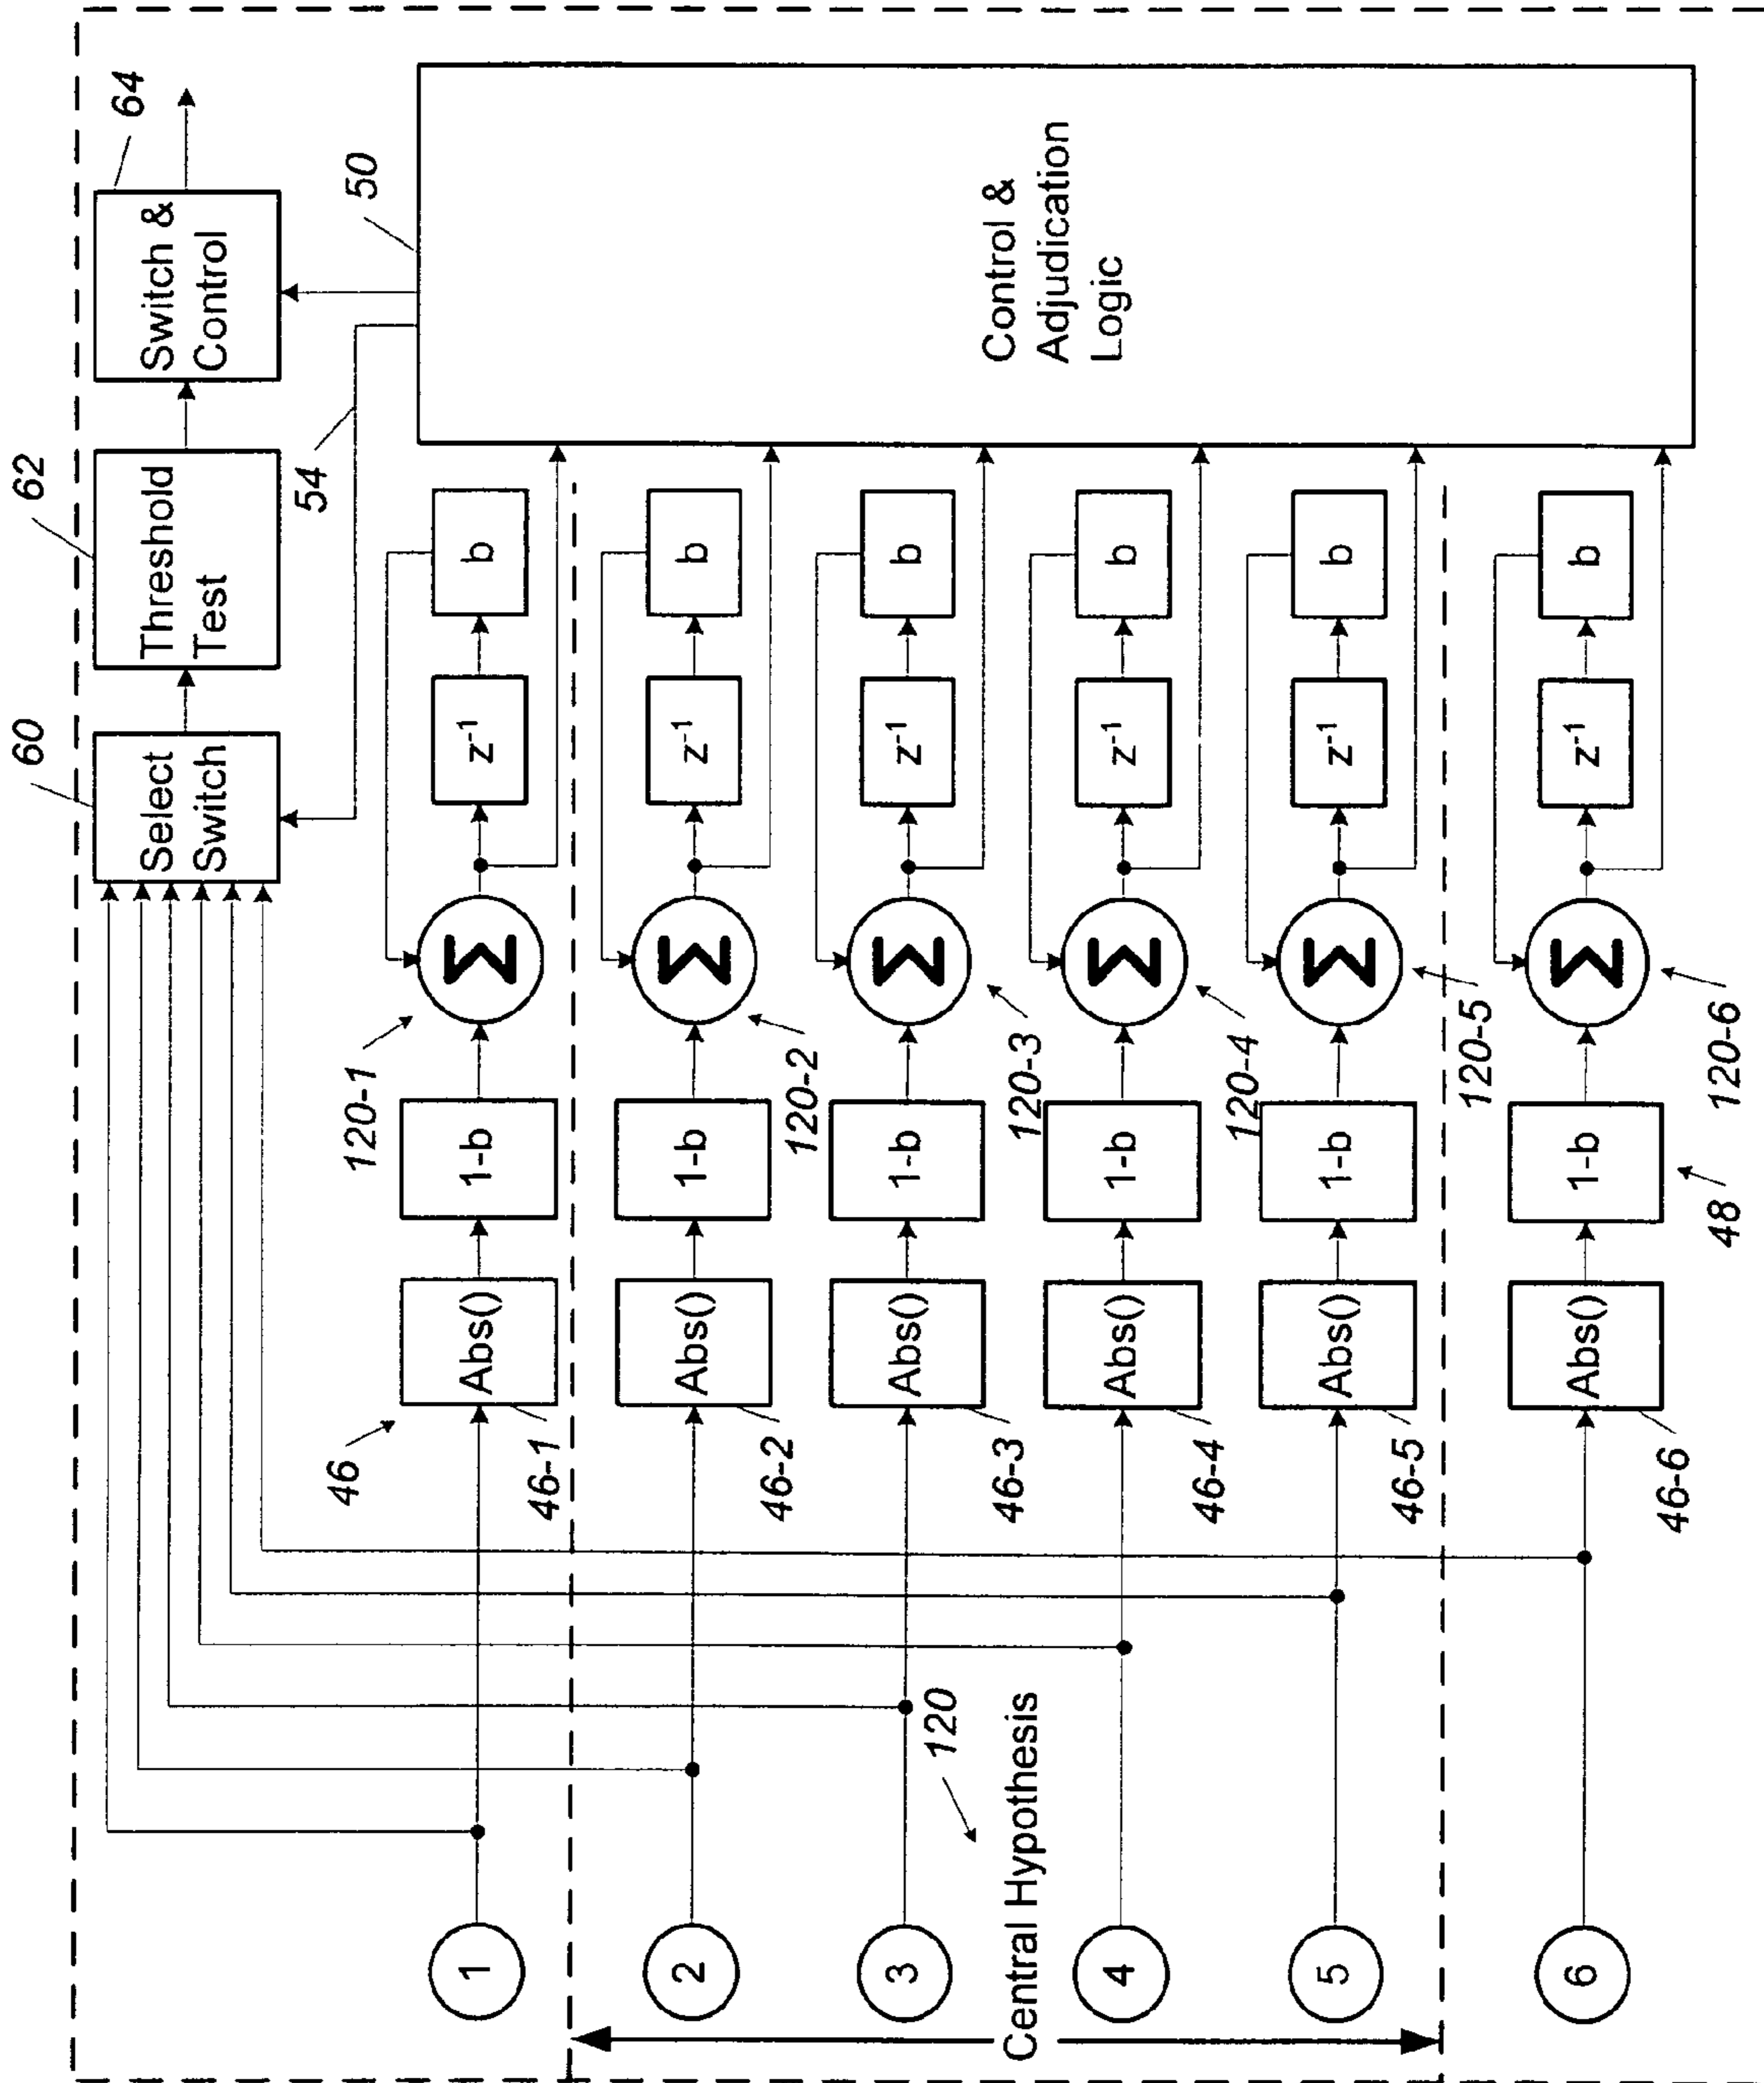 60
62
64
Select
Switch
Threshold
Test
Switch &
Control
54
50
1
46
46-1
Abs()
1-b
120-1
Σ
z-1
b
2
46-2
Abs()
1-b
120-2
Σ
z-1
b
3
46-3
Abs()
1-b
120-3
Σ
z-1
b
120
Central Hypothesis
4
46-4
Abs()
1-b
120-4
Σ
z-1
b
5
46-5
Abs()
1-b
120-5
Σ
z-1
b
6
46-6
Abs()
1-b
48
120-6
Σ
z-1
b
Control &
Adjudication
Logic